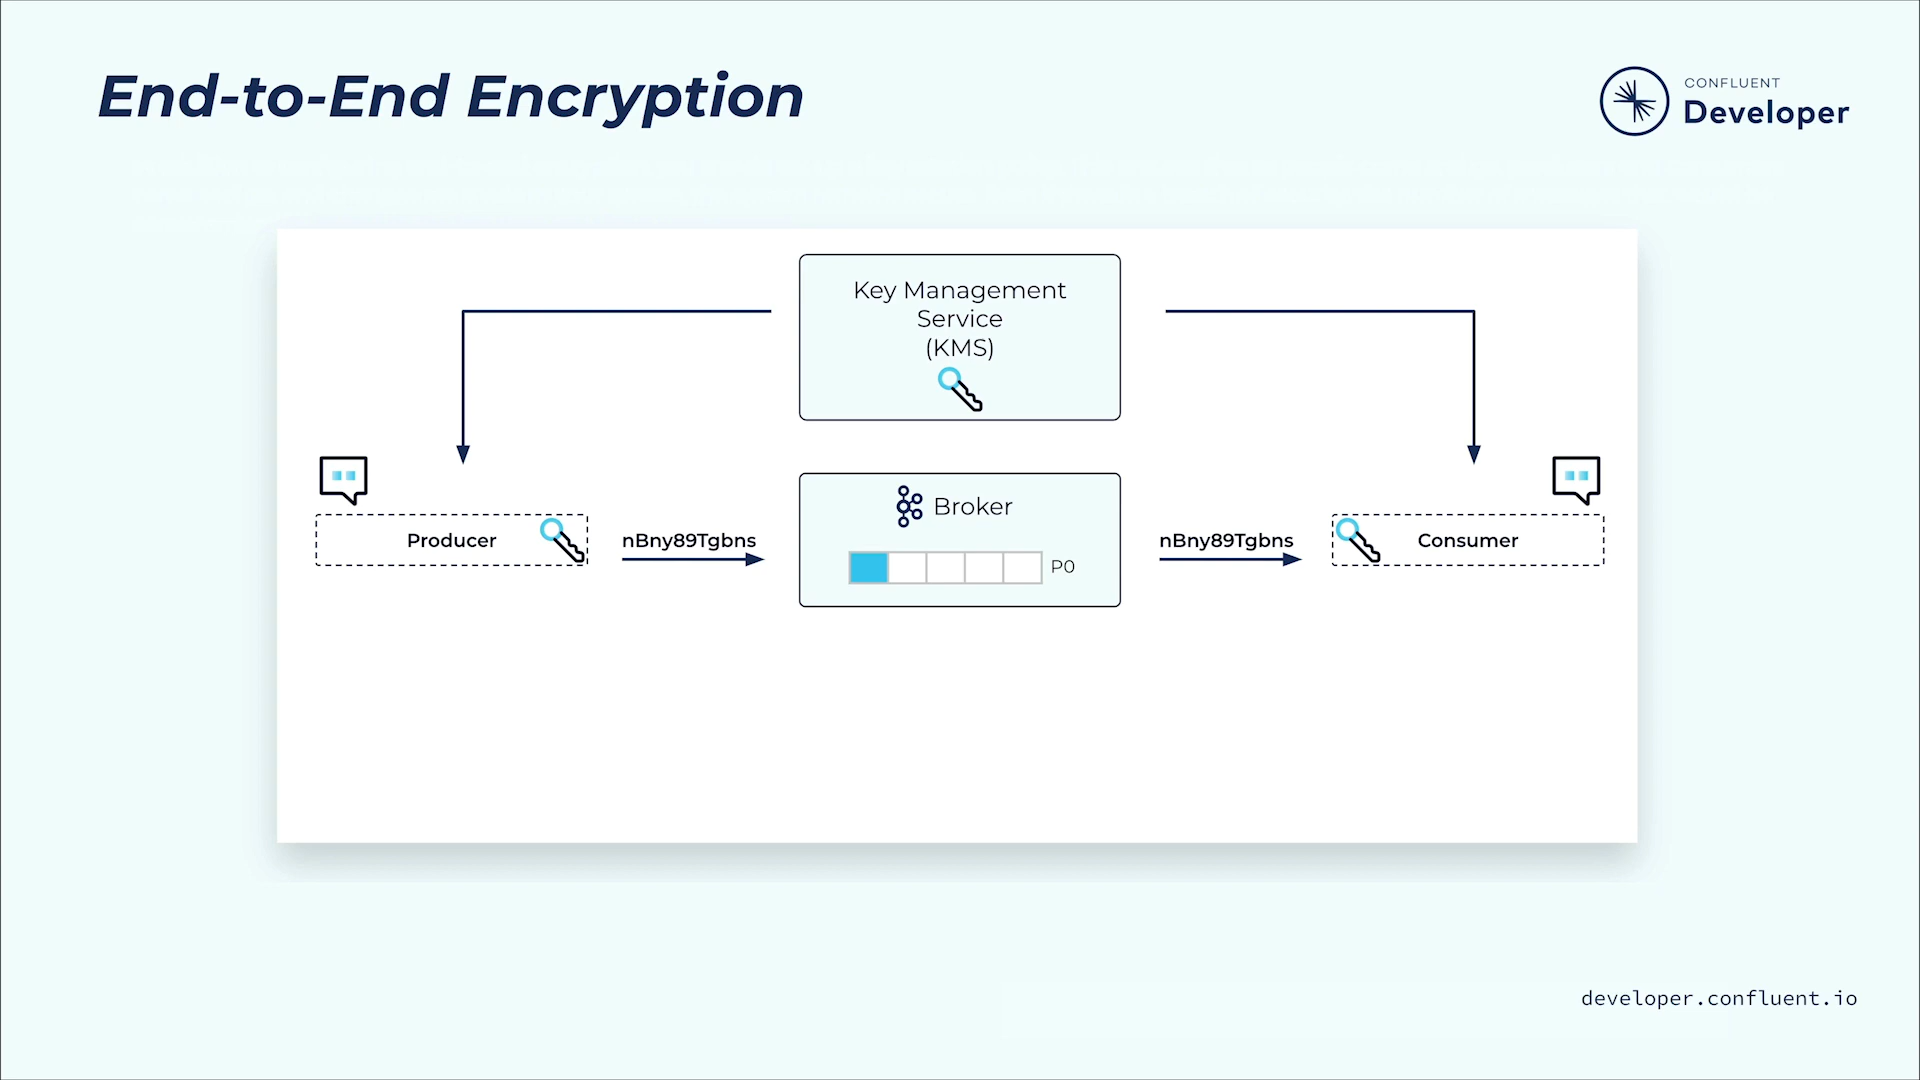 End-to-End Encryption
CONFLUENT
Developer
Key Management
Service
(KMS)
Producer
nBny89Tgbns
Broker
P0
nBny89Tgbns
Consumer
developer.confluent.io